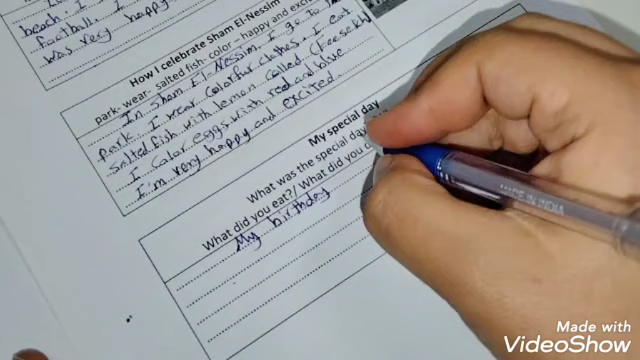 beach. I
football. I
was very happy
How I celebrate Sham El-Nessim
park- wear- salted fish- color – happy and excited
In Sham El-Nessim. I go to the
park. I wear colorful clothes. I eat
salted fish with lemon called (Feseekh)
I color eggs with red and blue
I'm very happy and excited.
My special day
What was the special day
What did you eat?/ What did you
My birthday
MADE IN INDIA
Made with
VideoShow